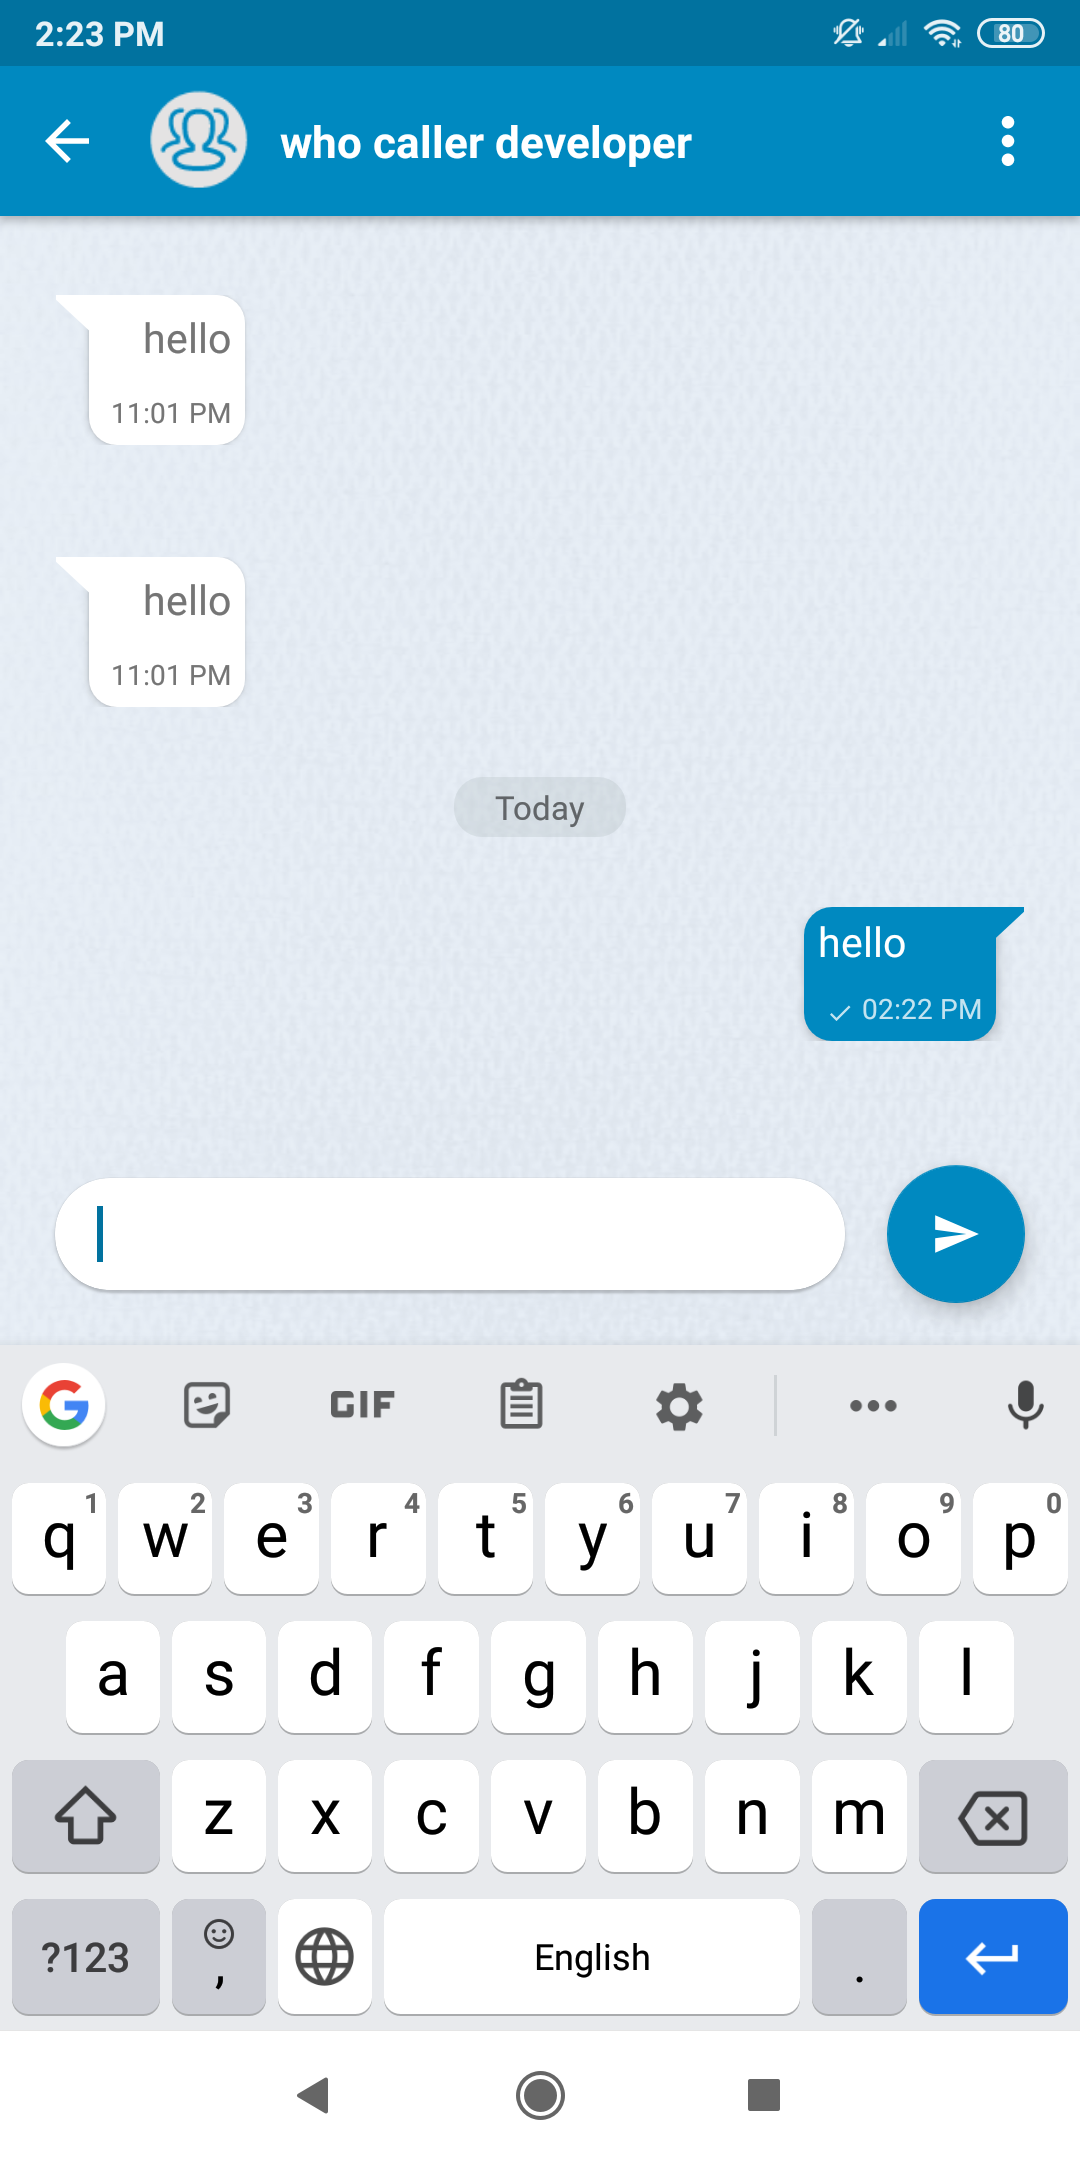 2:23 PM
80
who caller developer
hello
11:01 PM
hello
11:01 PM
Today
hello
02:22 PM
GIF
1 2 3 4 5 6 7 8 9 0
q w e r t y u i o p
a s d f g h j k l
z x c v b n m
?123 , English .